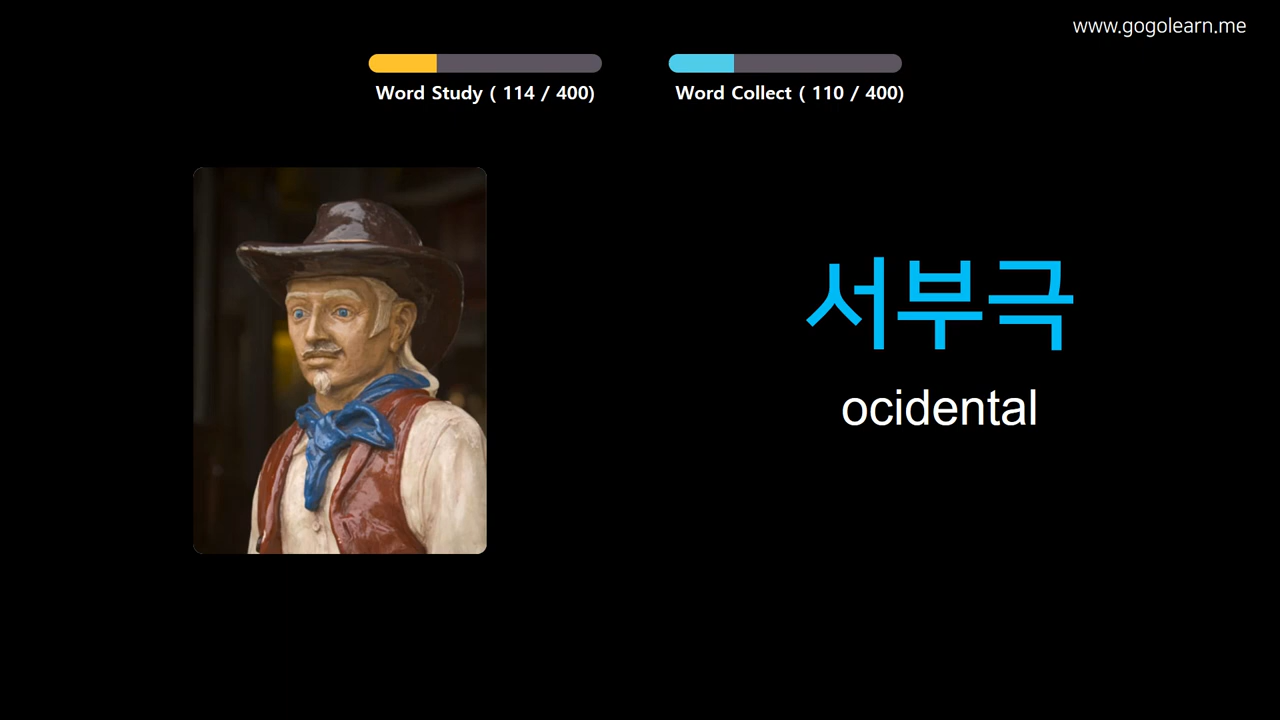 www.gogolearn.me
Word Study ( 114 / 400)
Word Collect ( 110 / 400)
서부극
ocidental